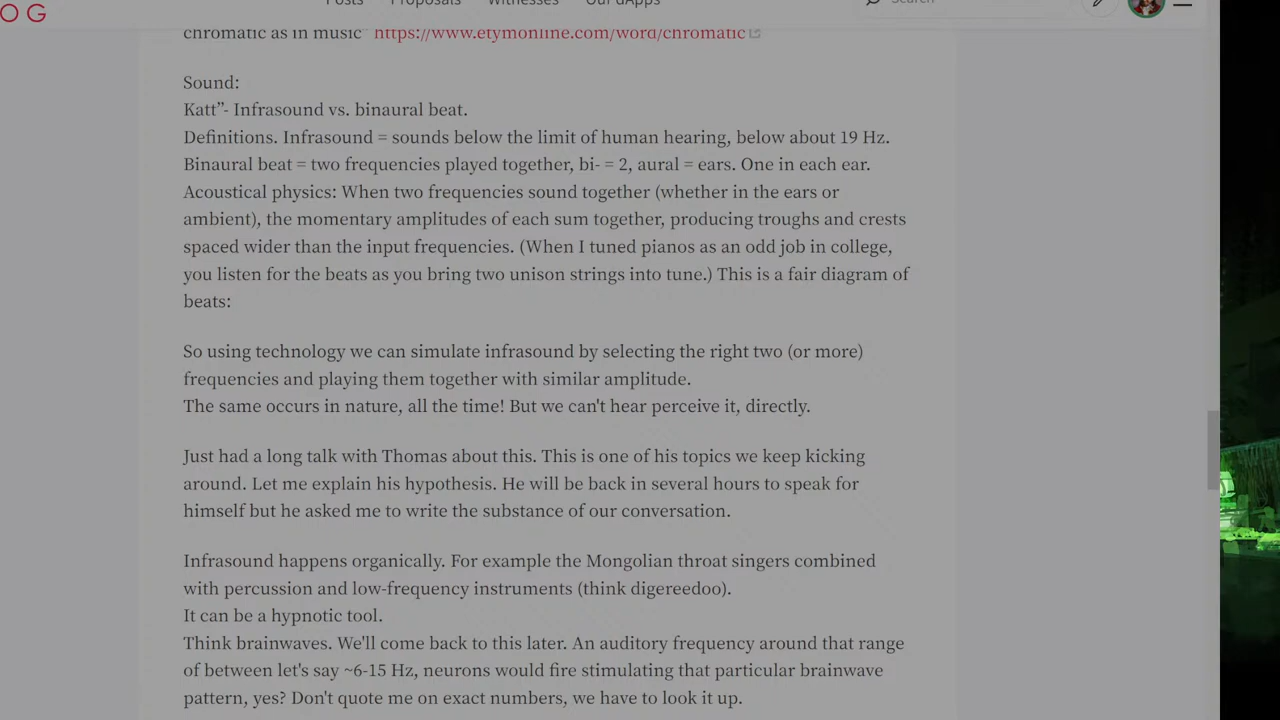 O G
Posts Proposals Witnesses Our dApps Search
chromatic as in music" https://www.etymonline.com/word/chromatic
Sound:
Katt”- Infrasound vs. binaural beat.
Definitions. Infrasound = sounds below the limit of human hearing, below about 19 Hz.
Binaural beat = two frequencies played together, bi- = 2, aural = ears. One in each ear.
Acoustical physics: When two frequencies sound together (whether in the ears or
ambient), the momentary amplitudes of each sum together, producing troughs and crests
spaced wider than the input frequencies. (When I tuned pianos as an odd job in college,
you listen for the beats as you bring two unison strings into tune.) This is a fair diagram of
beats:
So using technology we can simulate infrasound by selecting the right two (or more)
frequencies and playing them together with similar amplitude.
The same occurs in nature, all the time! But we can't hear perceive it, directly.
Just had a long talk with Thomas about this. This is one of his topics we keep kicking
around. Let me explain his hypothesis. He will be back in several hours to speak for
himself but he asked me to write the substance of our conversation.
Infrasound happens organically. For example the Mongolian throat singers combined
with percussion and low-frequency instruments (think digereedoo).
It can be a hypnotic tool.
Think brainwaves. We'll come back to this later. An auditory frequency around that range
of between let's say ~6-15 Hz, neurons would fire stimulating that particular brainwave
pattern, yes? Don't quote me on exact numbers, we have to look it up.